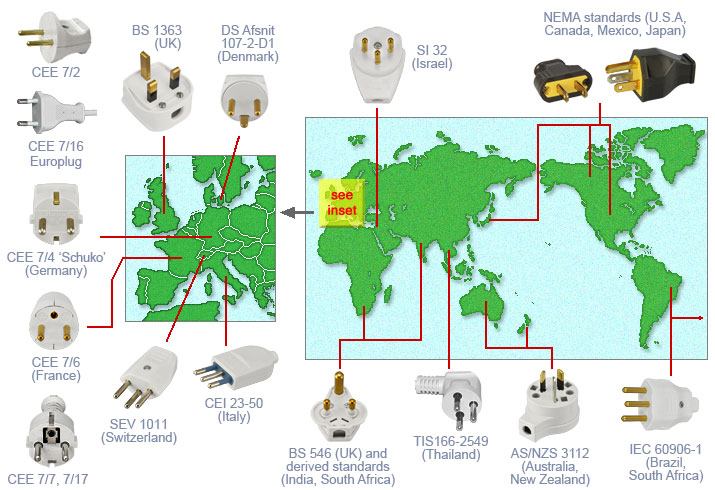 BS 1363
(UK)
DS Afsnit
107-2-D1
(Denmark)
SI 32
(Israel)
NEMA standards (U.S.A,
Canada, Mexico, Japan)
CEE 7/2
CEE 7/16
Europlug
see
inset
CEE 7/4 ‘Schuko’
(Germany)
CEE 7/6
(France)
CEE 7/7, 7/17
SEV 1011
(Switzerland)
CEI 23-50
(Italy)
BS 546 (UK) and
derived standards
(India, South Africa)
TIS166-2549
(Thailand)
AS/NZS 3112
(Australia,
New Zealand)
IEC 60906-1
(Brazil,
South Africa)